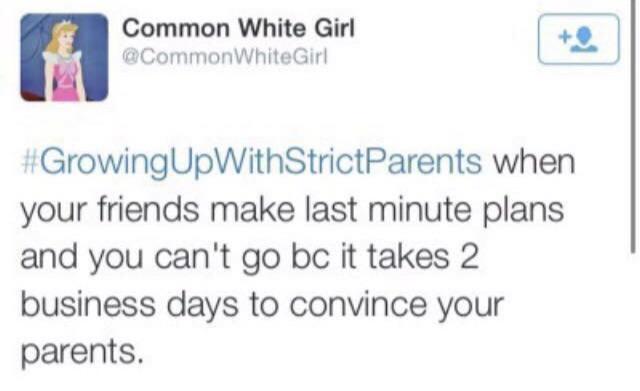 Common White Girl
@CommonWhiteGirl
#GrowingUpWithStrictParents when
your friends make last minute plans
and you can't go bc it takes 2
business days to convince your
parents.